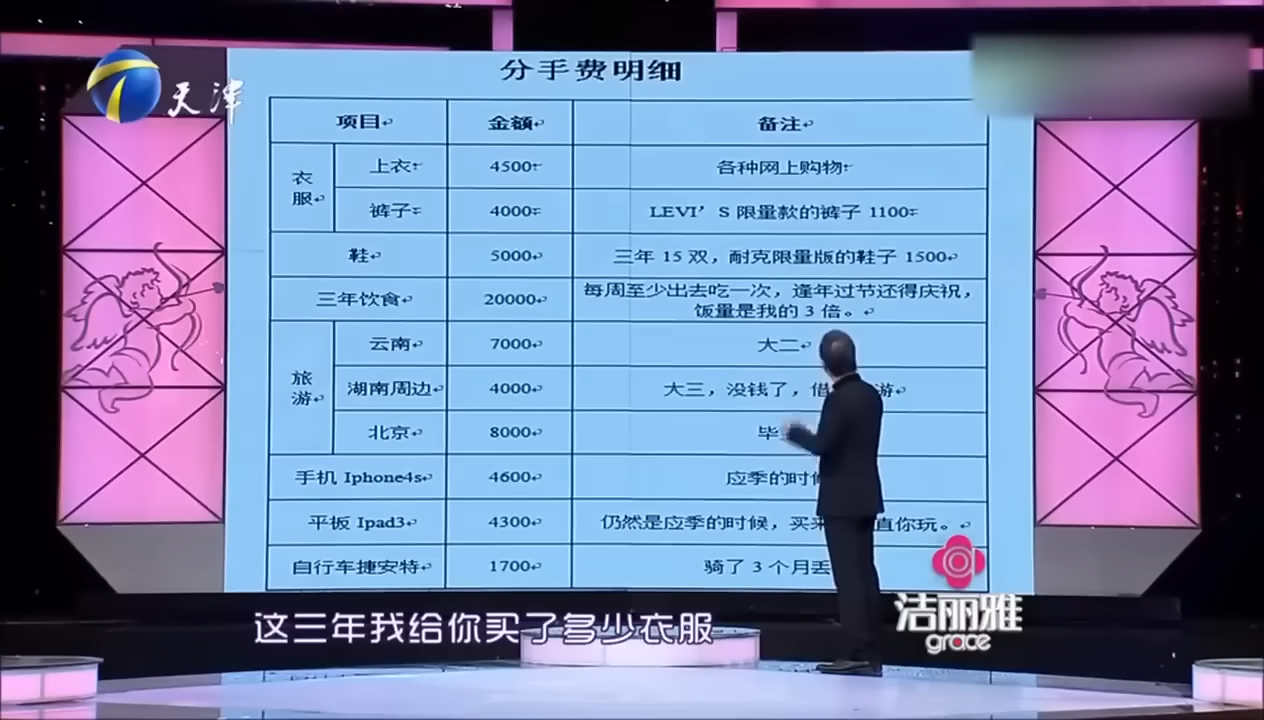 天津
分手费明细
项目 金额 备注
衣服 上衣 4500 各种网上购物
裤子 4000 LEVI’S 限量款的裤子 1100
鞋 5000 三年 15 双，耐克限量版的鞋子 1500
三年饮食 20000 每周至少出去吃一次，逢年过节还得庆祝，
饭量是我的 3 倍。
旅游 云南 7000 大二
湖南周边 4000 大三，没钱了，借 游
北京 8000 毕
手机 Iphone4s 4600 应季的时
平板 Ipad3 4300 仍然是应季的时候，买来 直你玩。
自行车捷安特 1700 骑了 3 个月丢
这三年我给你买了多少衣服
洁丽雅
grace